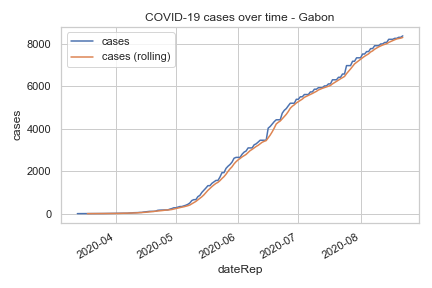 COVID-19 cases over time - Gabon
cases
cases (rolling)
8000
6000
4000
2000
0
cases
2020-04
2020-05
2020-06
2020-07
2020-08
dateRep